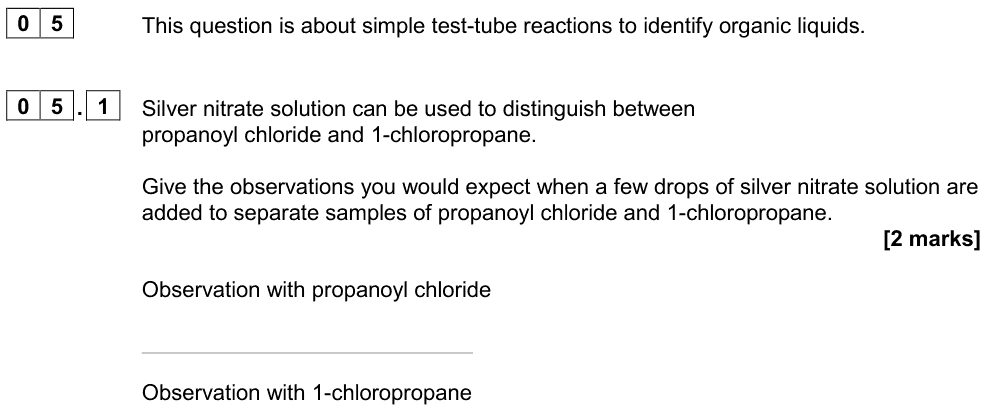 0 5 This question is about simple test-tube reactions to identify organic liquids.
0 5 . 1 Silver nitrate solution can be used to distinguish between
propanoyl chloride and 1-chloropropane.
Give the observations you would expect when a few drops of silver nitrate solution are
added to separate samples of propanoyl chloride and 1-chloropropane.
[2 marks]
Observation with propanoyl chloride
Observation with 1-chloropropane